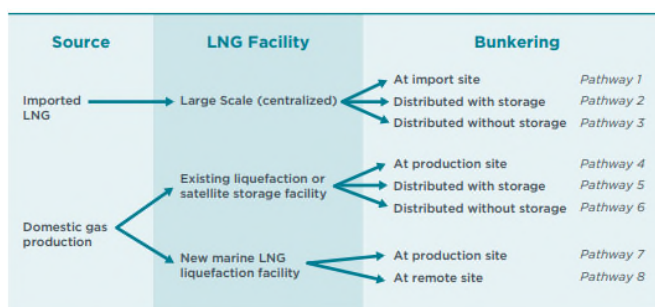 Source LNG Facility Bunkering
At import site Pathway 1
Imported
LNG
Large Scale (centralized)
Distributed with storage Pathway 2
Distributed without storage Pathway 3
Existing liquefaction or
satellite storage facility
At production site Pathway 4
Distributed with storage Pathway 5
Distributed without storage Pathway 6
Domestic gas
production
New marine LNG
liquefaction facility
At production site Pathway 7
At remote site Pathway 8